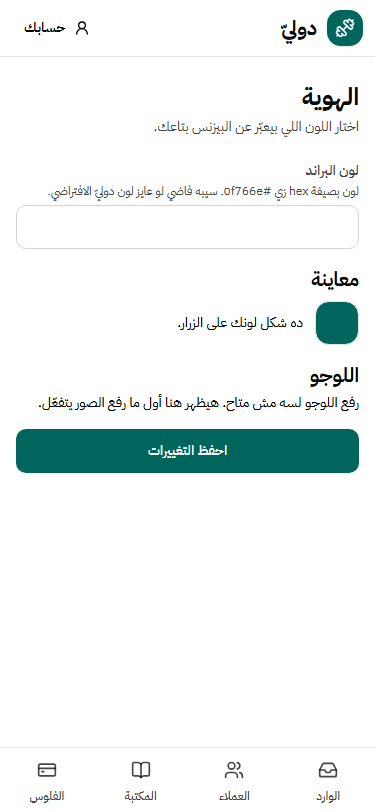 دوليّ
حسابك
الهوية
اختار اللون اللي بيعبّر عن البيزنس بتاعك.
لون البراند
لون بصيغة hex زي #0f766e. سيبه فاضي لو عايز لون دوليّ الافتراضي.
معاينة
ده شكل لونك على الزرار.
اللوجو
رفع اللوجو لسه مش متاح. هيظهر هنا أول ما رفع الصور يتفعّل.
احفظ التغييرات
الوارد
العملاء
المكتبة
الفلوس